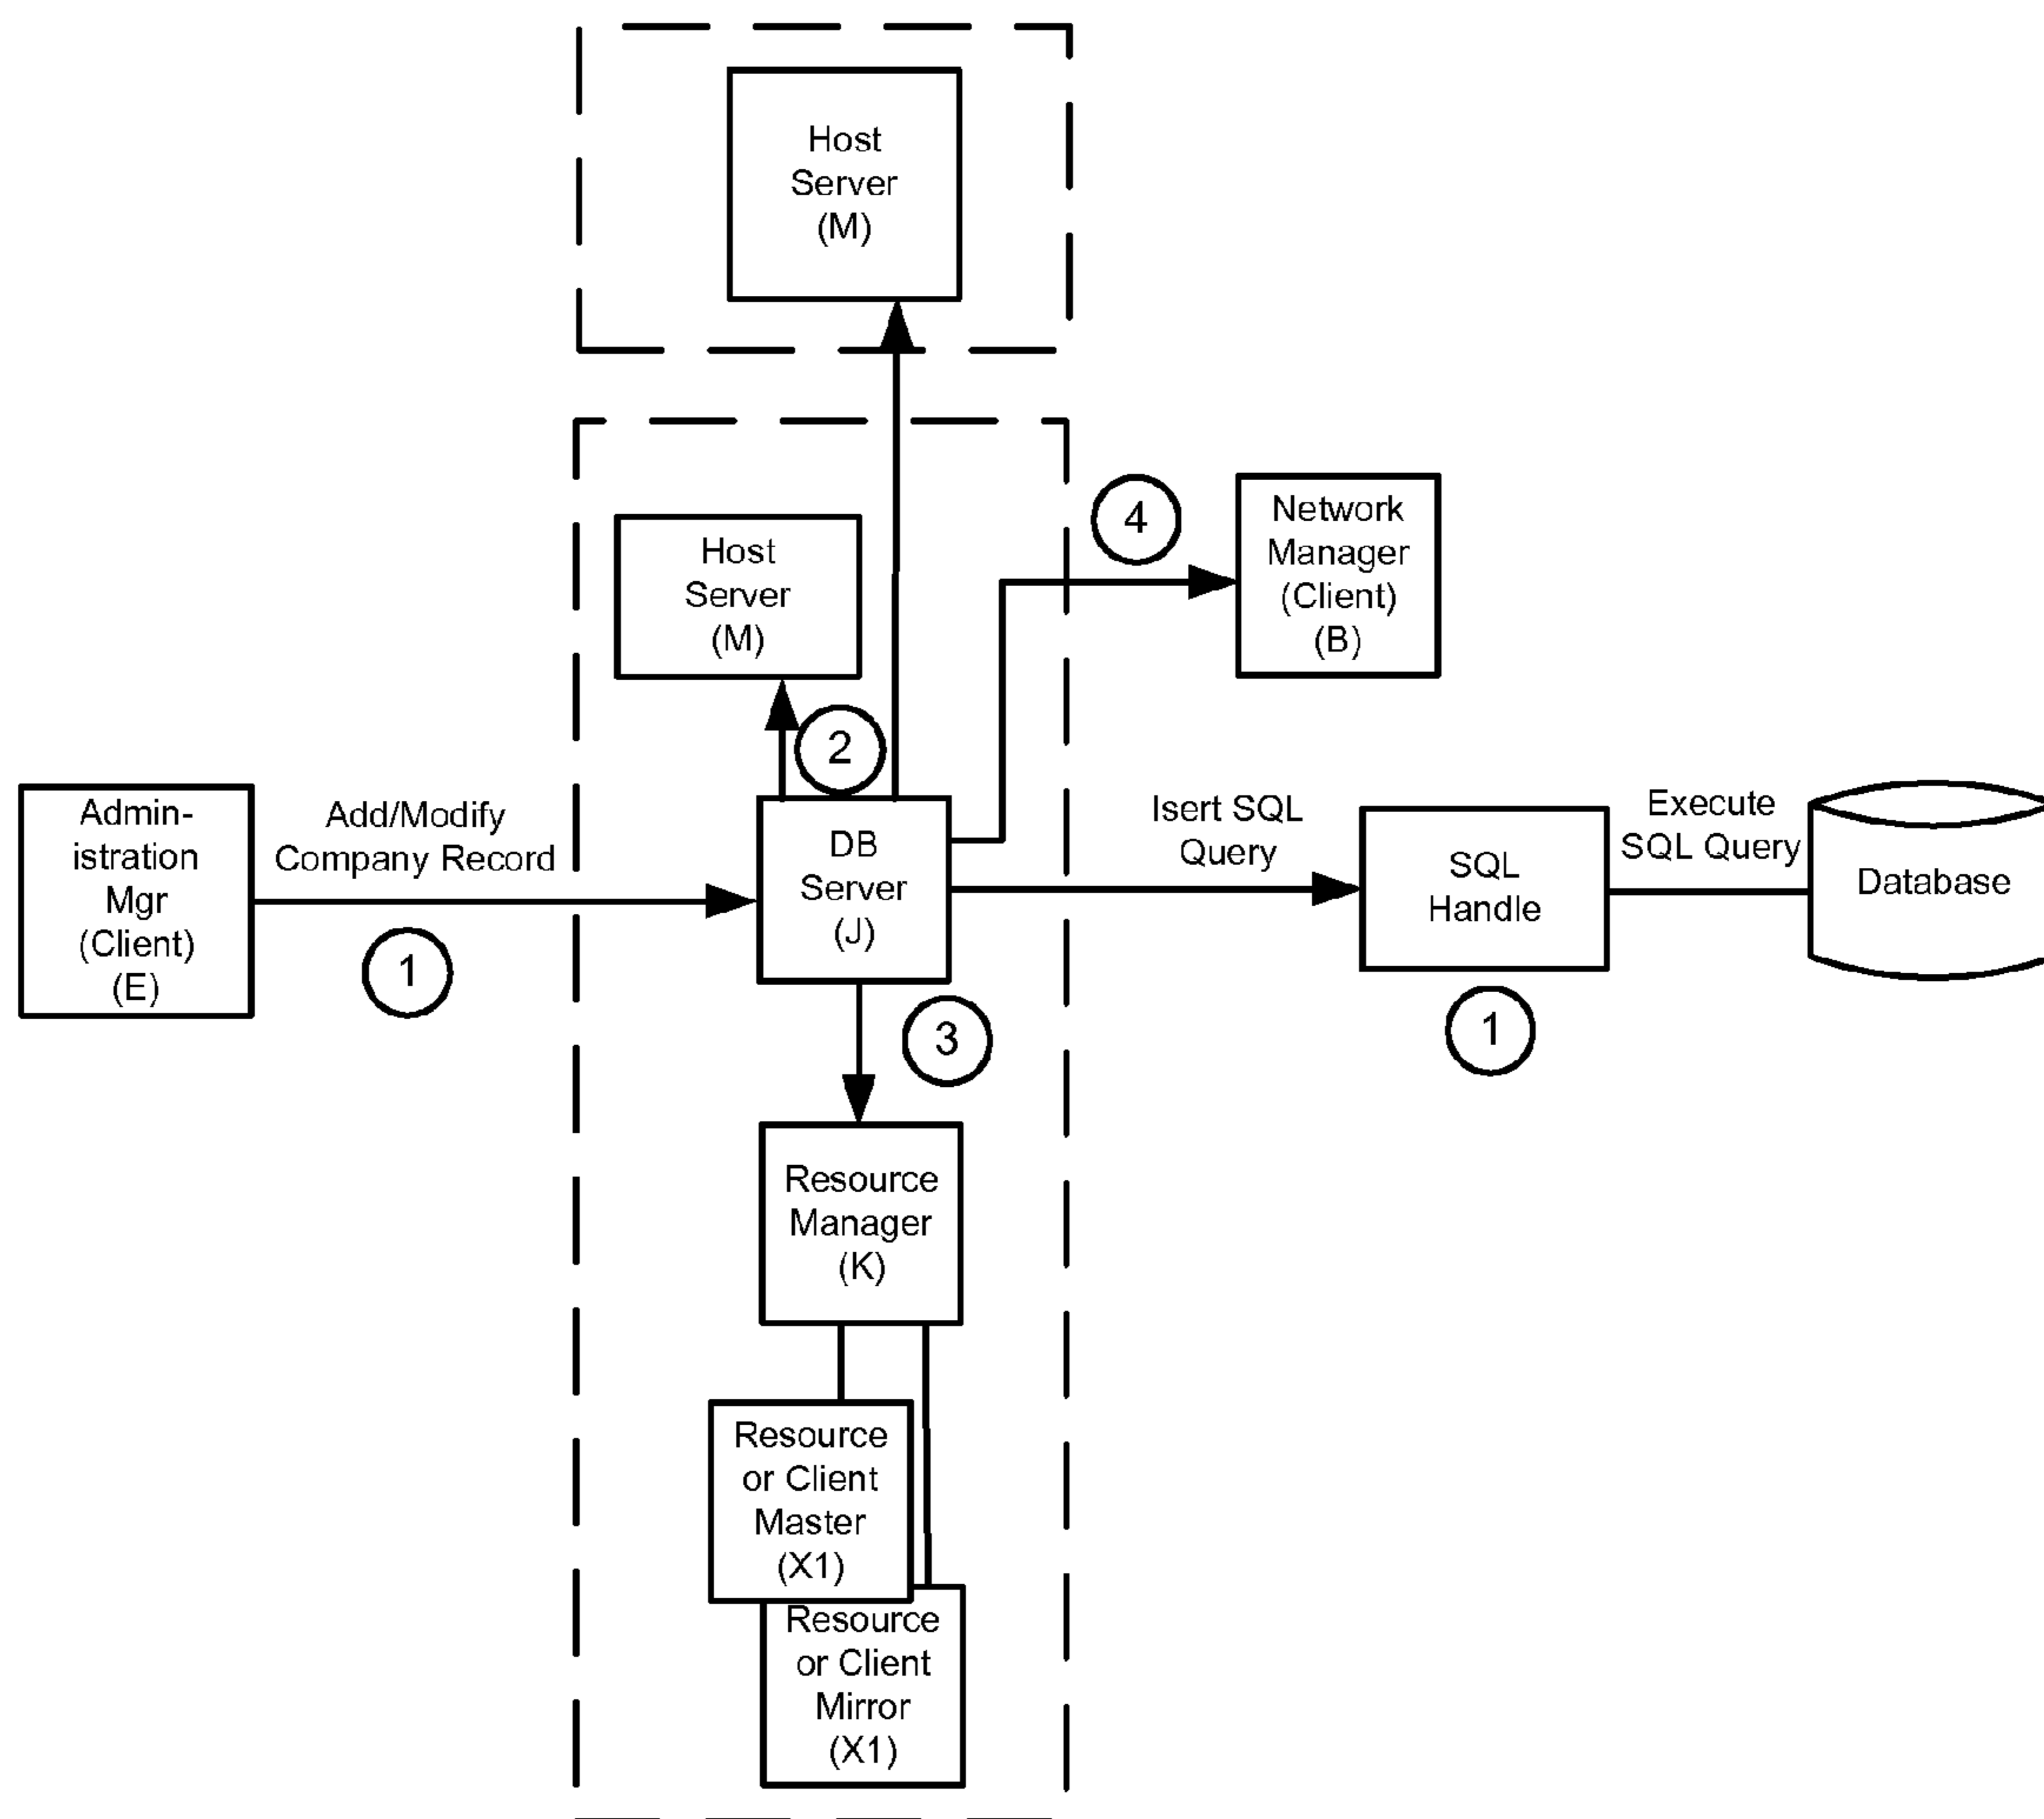 Host
Server
(M)
Host
Server
(M)
4
Network
Manager
(Client)
(B)
2
Admin-
istration
Mgr
(Client)
(E)
Add/Modify
Company Record
1
DB
Server
(J)
Isert SQL
Query
SQL
Handle
1
Execute
SQL Query
Database
3
Resource
Manager
(K)
Resource
or Client
Master
(X1)
Resource
or Client
Mirror
(X1)